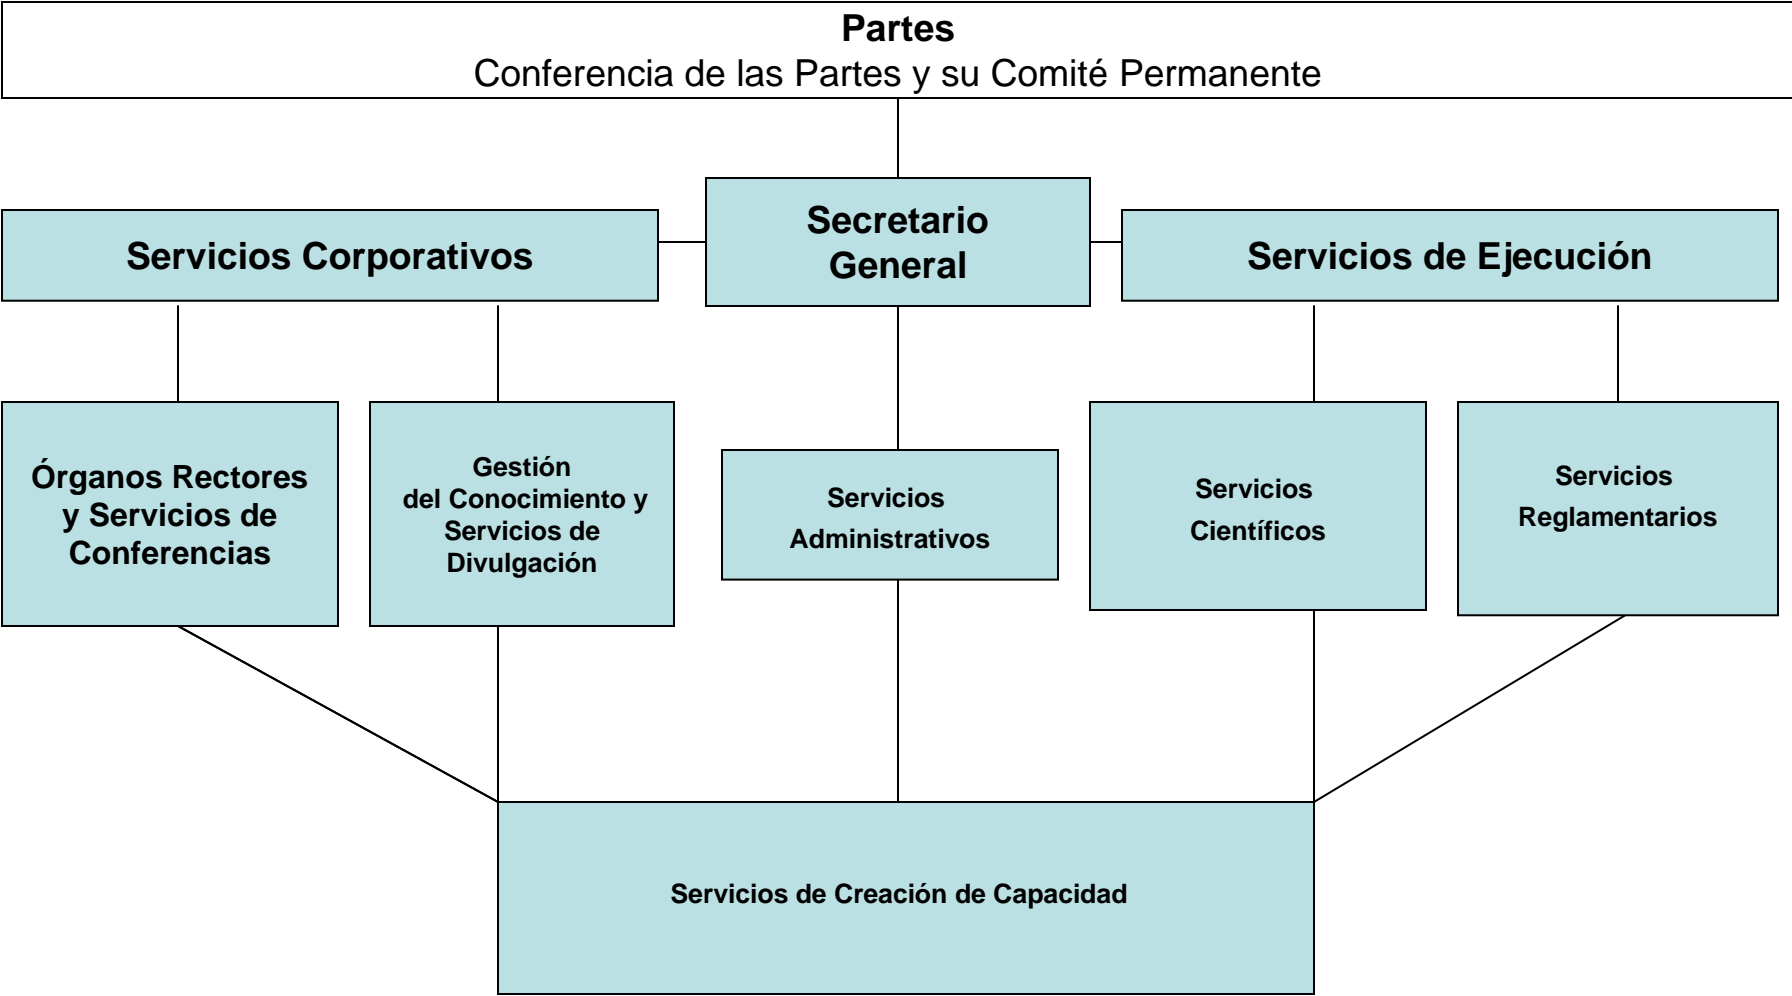 Partes
Conferencia de las Partes y su Comité Permanente
Secretario
General
Servicios Corporativos
Servicios de Ejecución
Órganos Rectores
y Servicios de
Conferencias
Gestión
del Conocimiento y
Servicios de
Divulgación
Servicios
Administrativos
Servicios
Científicos
Servicios
Reglamentarios
Servicios de Creación de Capacidad